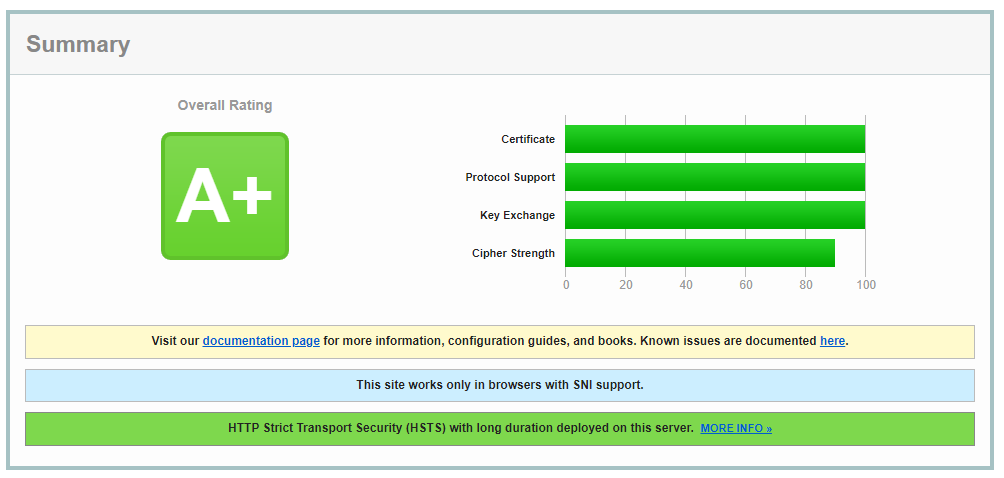 Summary
Overall Rating
A+
Certificate
Protocol Support
Key Exchange
Cipher Strength
0 20 40 60 80 100
Visit our documentation page for more information, configuration guides, and books. Known issues are documented here.
This site works only in browsers with SNI support.
HTTP Strict Transport Security (HSTS) with long duration deployed on this server. MORE INFO »